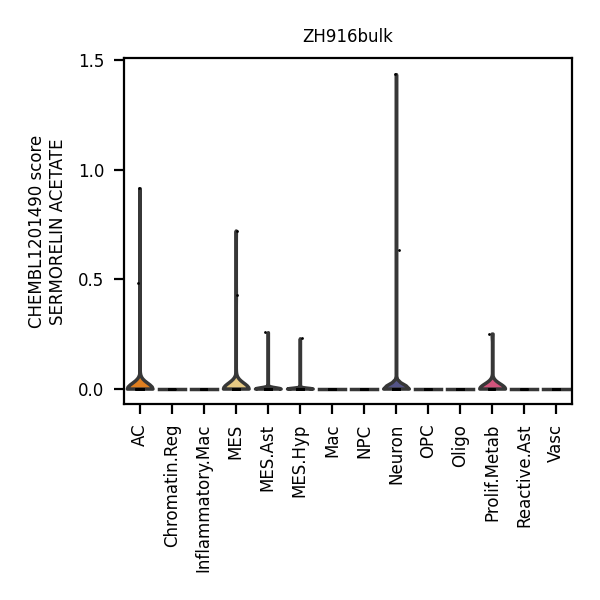 ZH916bulk
CHEMBL1201490 score
SERMORELIN ACETATE
1.5
1.0
0.5
0.0
AC
Chromatin.Reg
Inflammatory.Mac
MES
MES.Ast
MES.Hyp
Mac
NPC
Neuron
OPC
Oligo
Prolif.Metab
Reactive.Ast
Vasc